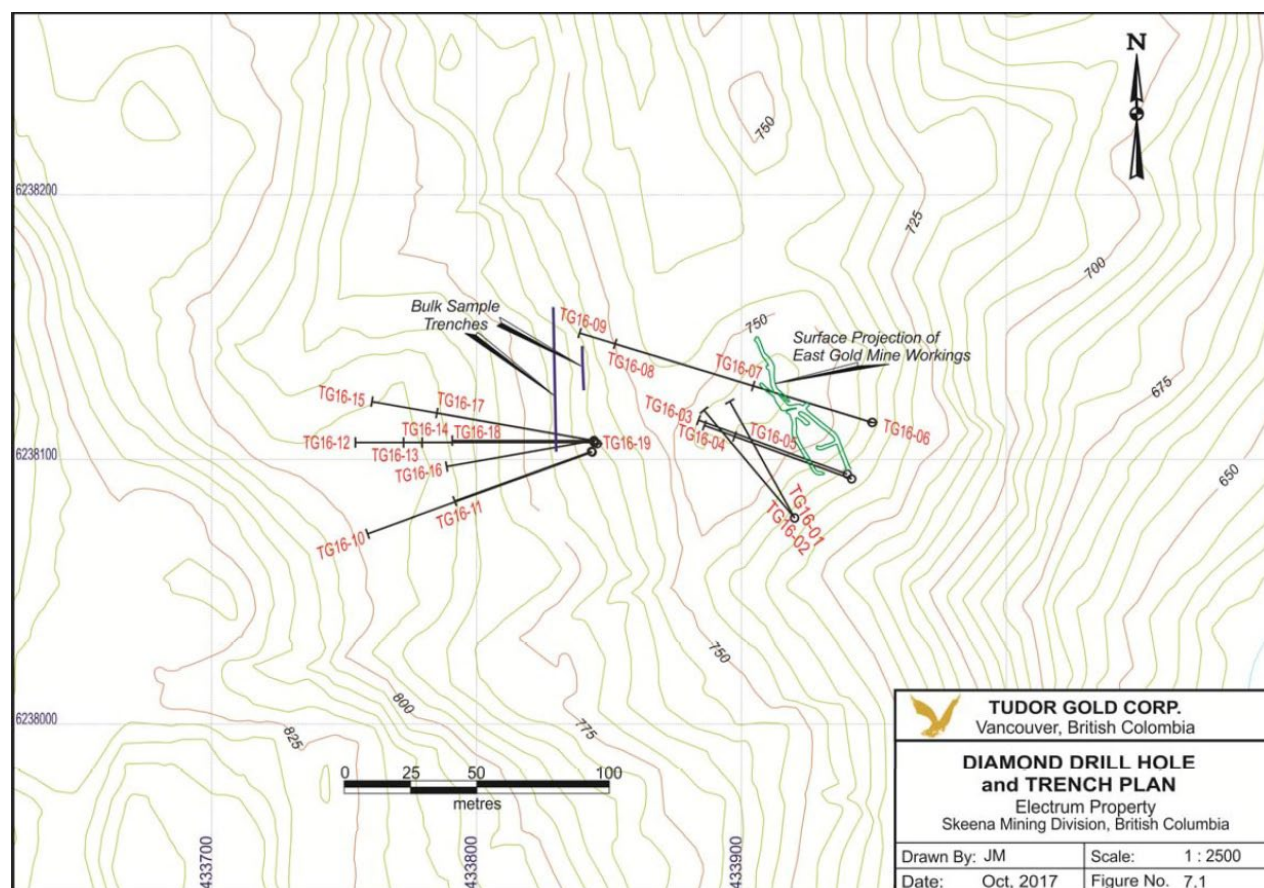 N
750
6238200
725
700
Bulk Sample
Trenches
TG16-09
750
Surface Projection of
East Gold Mine Workings
TG16-08
TG16-07
675
TG16-15
TG16-17
TG16-03
TG16-12
TG16-14
TG16-18
TG16-19
TG16-04
TG16-05
TG16-06
TG16-13
6238100
TG16-16
650
TG16-11
TG16-01
TG16-02
TG16-10
750
800
775
825
6238000
0 25 50 100
metres
433700
433800
433900
TUDOR GOLD CORP.
Vancouver, British Colombia
DIAMOND DRILL HOLE
and TRENCH PLAN
Electrum Property
Skeena Mining Division, British Columbia
Drawn By: JM
Scale: 1 : 2500
Date: Oct, 2017
Figure No. 7.1